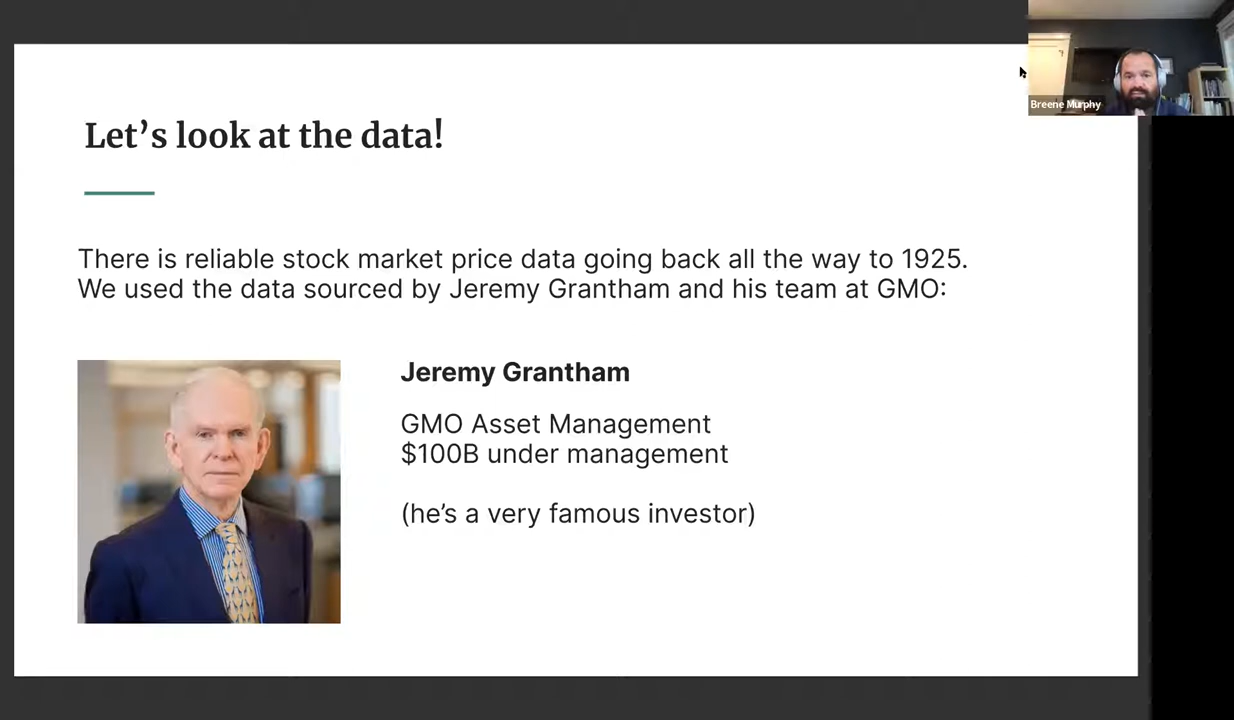 Breene Murphy
Let’s look at the data!
There is reliable stock market price data going back all the way to 1925.
We used the data sourced by Jeremy Grantham and his team at GMO:
Jeremy Grantham
GMO Asset Management
$100B under management
(he’s a very famous investor)